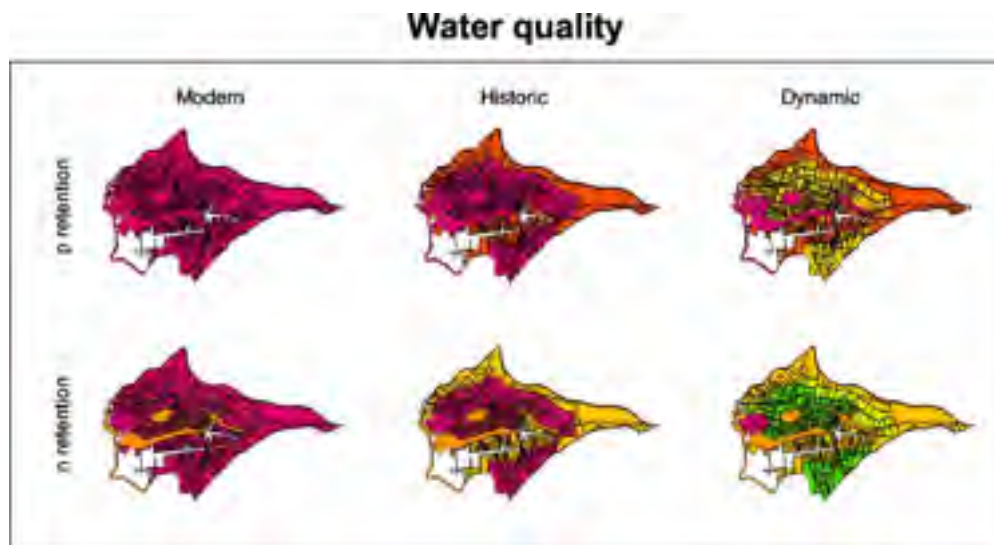 Water quality
Modern Historic Dynamic
p retention
n retention